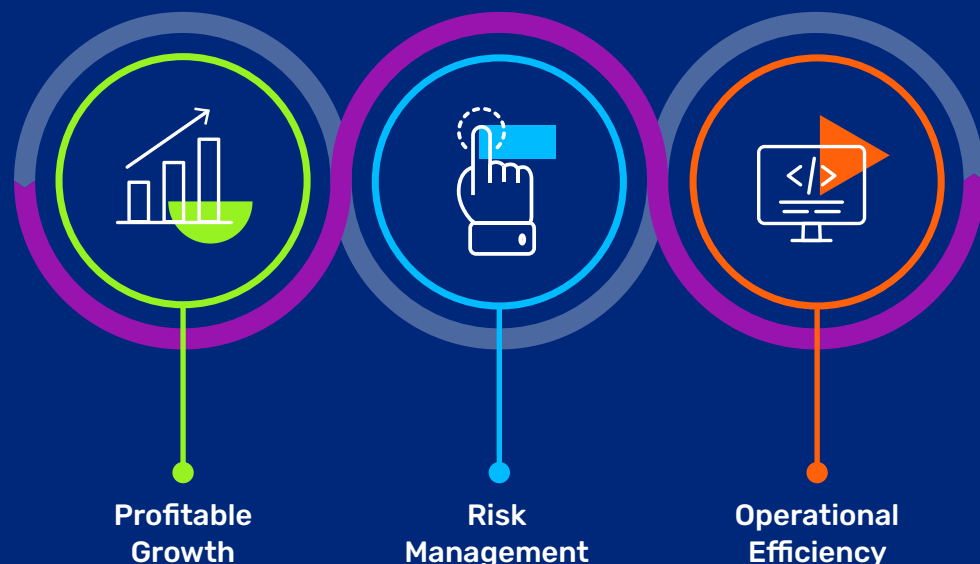 Profitable
Growth
Risk
Management
Operational
Efficiency